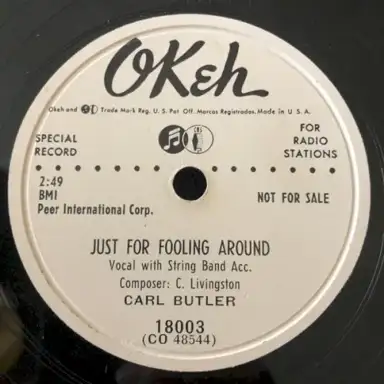 OKeh
Okeh and Trade Mark Reg. U. S. Pat. Off. Marcas Registradas. Made in U. S. A.
SPECIAL RECORD
FOR RADIO STATIONS
2:49
BMI
Peer International Corp.
NOT FOR SALE
JUST FOR FOOLING AROUND
Vocal with String Band Acc.
Composer: C. Livingston
CARL BUTLER
18003
(CO 48544)